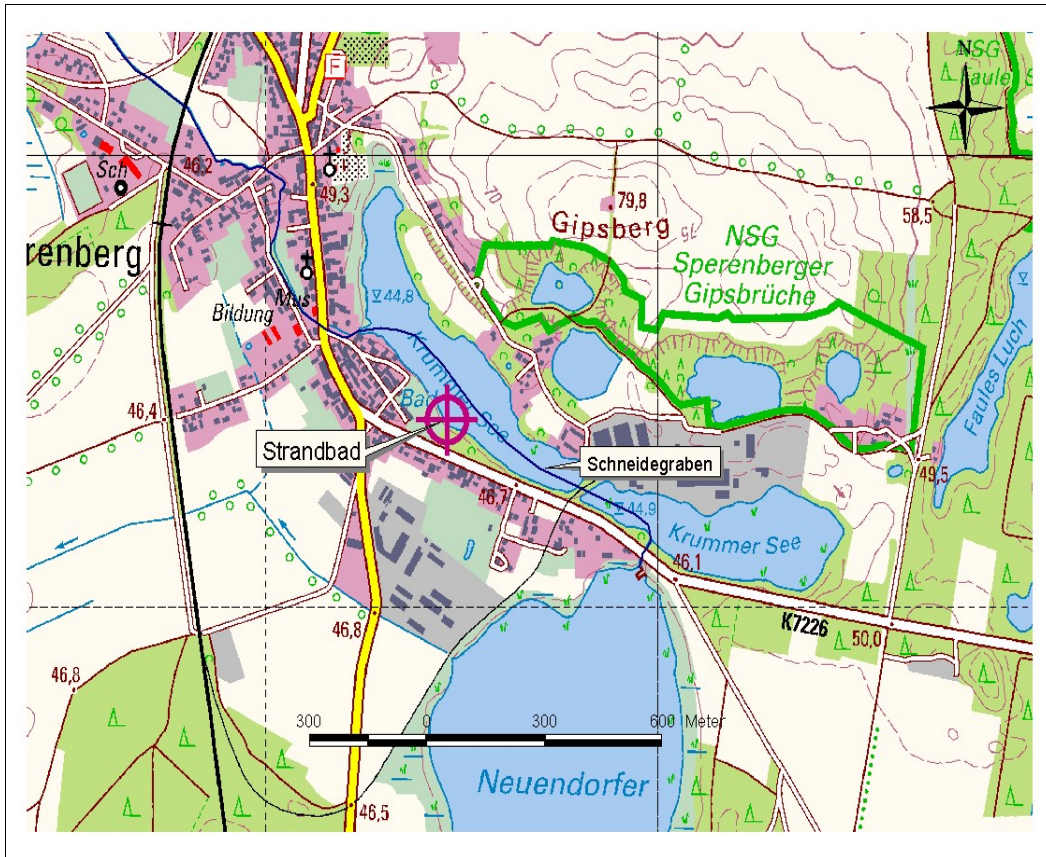 F
N
NSG
Faules S
Sch
46,2
49,3
70
79,8
58,5
Gipsberg
75
NSG
Sperenberger
Gipsbrüche
renberg
Mus
Bildung
44,8
Krummer See
Bad
46,4
Strandbad
Schneidegraben
Faules Luch
49,5
46,7
44,9
Krummer See
46,1
46,8
K7226
50,0
46,8
300 0 300 600 Meter
Neuendorfer
46,5